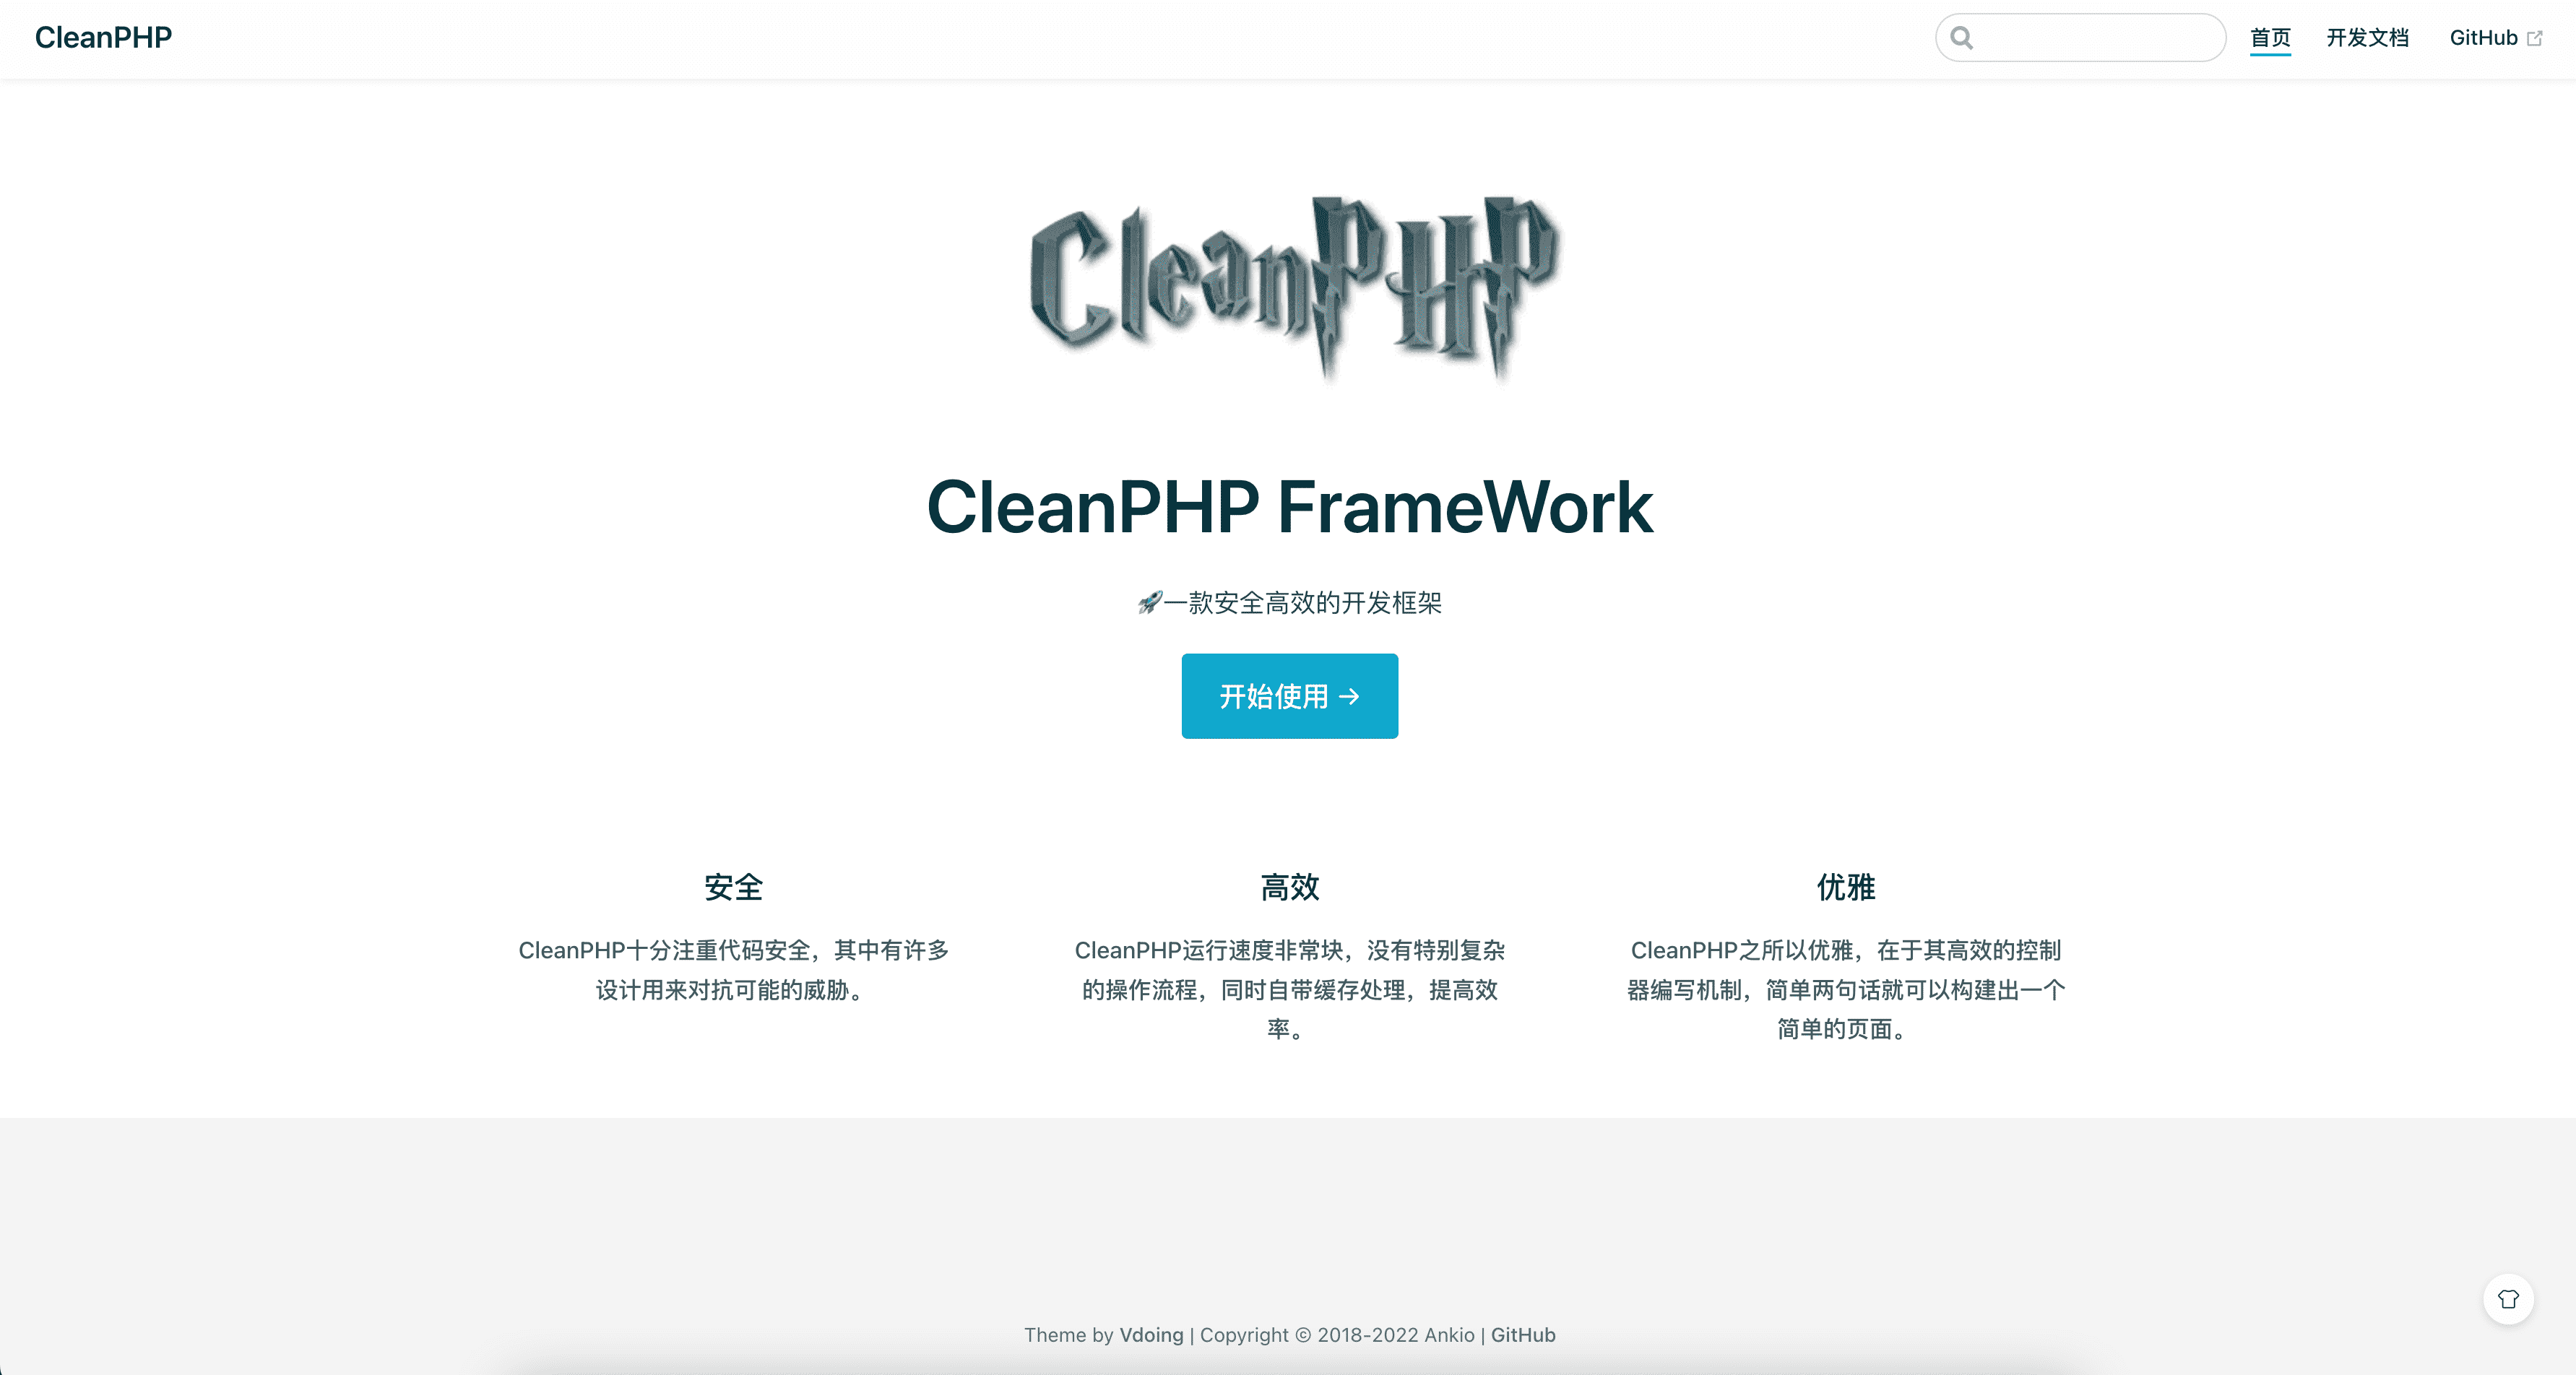 CleanPHP
首页 开发文档 GitHub
CleanPHP
CleanPHP FrameWork
🚀一款安全高效的开发框架
开始使用 →
安全
CleanPHP十分注重代码安全，其中有许多
设计用来对抗可能的威胁。
高效
CleanPHP运行速度非常块，没有特别复杂
的操作流程，同时自带缓存处理，提高效
率。
优雅
CleanPHP之所以优雅，在于其高效的控制
器编写机制，简单两句话就可以构建出一个
简单的页面。
Theme by Vdoing | Copyright © 2018-2022 Ankio | GitHub